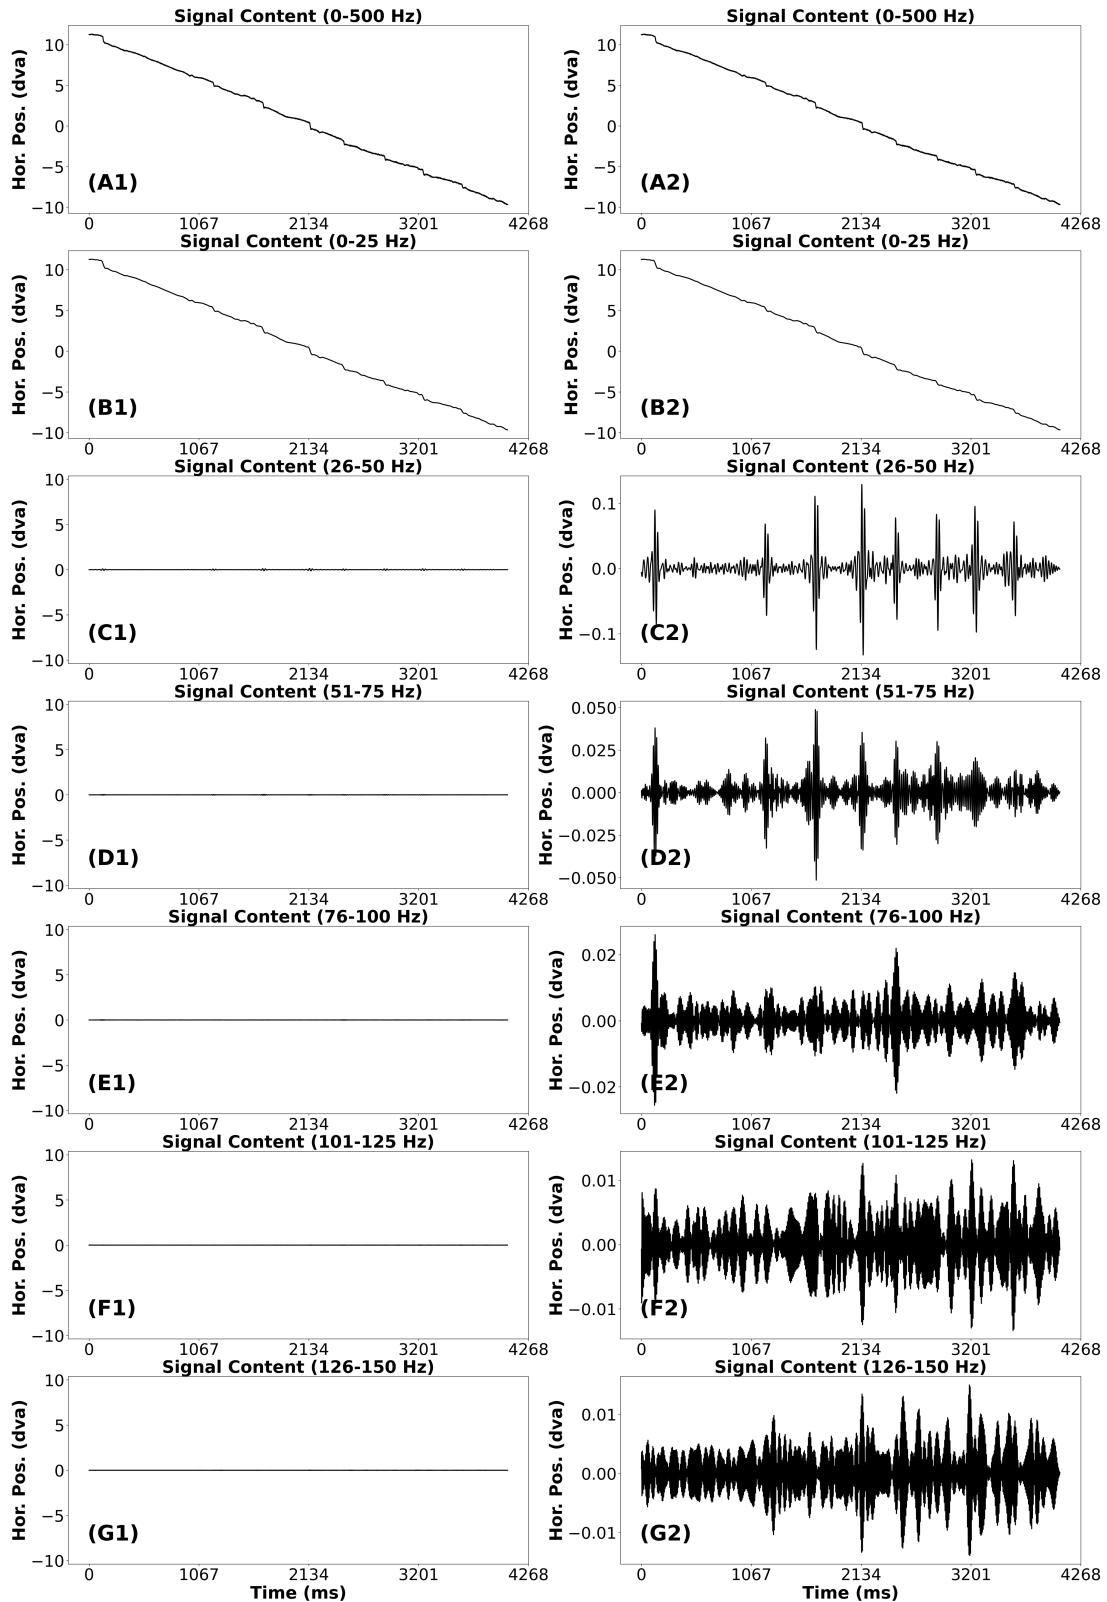 Signal Content (0-500 Hz)
Hor. Pos. (dva)
10
5
0
−5
−10
(A1)
0 1067 2134 3201 4268
Signal Content (0-500 Hz)
Hor. Pos. (dva)
10
5
0
−5
−10
(A2)
0 1067 2134 3201 4268
Signal Content (0-25 Hz)
Hor. Pos. (dva)
10
5
0
−5
−10
(B1)
0 1067 2134 3201 4268
Signal Content (0-25 Hz)
Hor. Pos. (dva)
10
5
0
−5
−10
(B2)
0 1067 2134 3201 4268
Signal Content (26-50 Hz)
Hor. Pos. (dva)
10
5
0
−5
−10
(C1)
0 1067 2134 3201 4268
Signal Content (26-50 Hz)
Hor. Pos. (dva)
0.1
0.0
−0.1
(C2)
0 1067 2134 3201 4268
Signal Content (51-75 Hz)
Hor. Pos. (dva)
10
5
0
−5
−10
(D1)
0 1067 2134 3201 4268
Signal Content (51-75 Hz)
Hor. Pos. (dva)
0.050
0.025
0.000
−0.025
−0.050
(D2)
0 1067 2134 3201 4268
Signal Content (76-100 Hz)
Hor. Pos. (dva)
10
5
0
−5
−10
(E1)
0 1067 2134 3201 4268
Signal Content (76-100 Hz)
Hor. Pos. (dva)
0.02
0.00
−0.02
(E2)
0 1067 2134 3201 4268
Signal Content (101-125 Hz)
Hor. Pos. (dva)
10
5
0
−5
−10
(F1)
0 1067 2134 3201 4268
Signal Content (101-125 Hz)
Hor. Pos. (dva)
0.01
0.00
−0.01
(F2)
0 1067 2134 3201 4268
Signal Content (126-150 Hz)
Hor. Pos. (dva)
10
5
0
−5
−10
(G1)
0 1067 2134 3201 4268
Time (ms)
Signal Content (126-150 Hz)
Hor. Pos. (dva)
0.01
0.00
−0.01
(G2)
0 1067 2134 3201 4268
Time (ms)